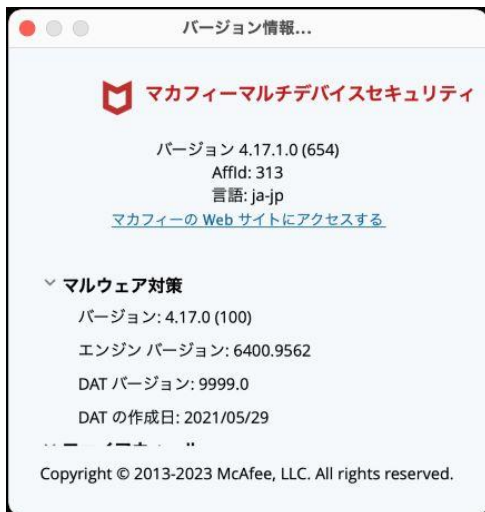 バージョン情報...
マカフィーマルチデバイスセキュリティ
バージョン 4.17.1.0 (654)
AffId: 313
言語: ja-jp
マカフィーの Web サイトにアクセスする
マルウェア対策
バージョン: 4.17.0 (100)
エンジン バージョン: 6400.9562
DAT バージョン: 9999.0
DAT の作成日: 2021/05/29
Copyright © 2013-2023 McAfee, LLC. All rights reserved.